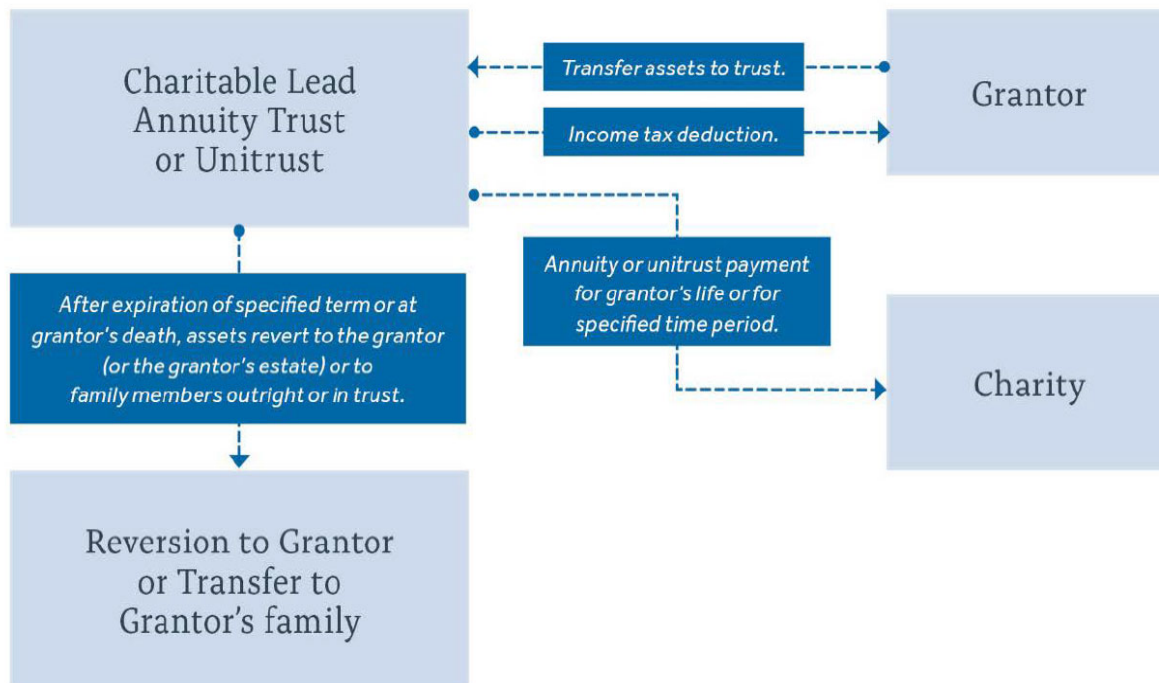 Charitable Lead
Annuity Trust
or Unitrust
Transfer assets to trust.
Income tax deduction.
Grantor
Annuity or unitrust payment
for grantor's life or for
specified time period.
After expiration of specified term or at
grantor's death, assets revert to the grantor
(or the grantor's estate) or to
family members outright or in trust.
Charity
Reversion to Grantor
or Transfer to
Grantor's family